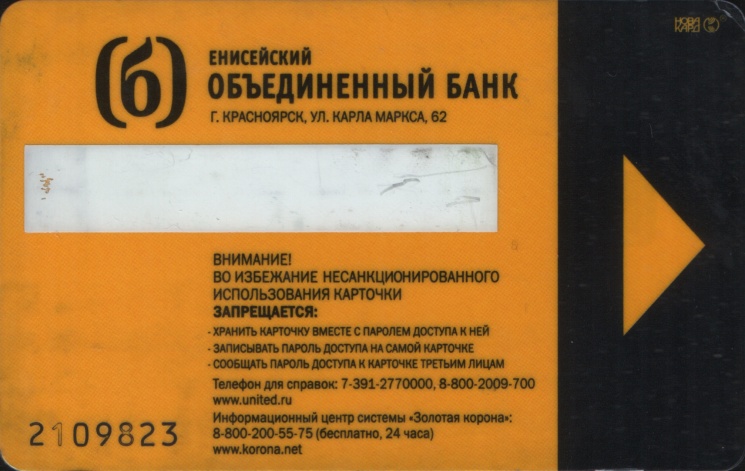 НОВА
КАРД
(б)
ЕНИСЕЙСКИЙ
ОБЪЕДИНЕННЫЙ БАНК
Г. КРАСНОЯРСК, УЛ. КАРЛА МАРКСА, 62
ВНИМАНИЕ!
ВО ИЗБЕЖАНИЕ НЕСАНКЦИОНИРОВАННОГО
ИСПОЛЬЗОВАНИЯ КАРТОЧКИ
ЗАПРЕЩАЕТСЯ:
- ХРАНИТЬ КАРТОЧКУ ВМЕСТЕ С ПАРОЛЕМ ДОСТУПА К НЕЙ
- ЗАПИСЫВАТЬ ПАРОЛЬ ДОСТУПА НА САМОЙ КАРТОЧКЕ
- СООБЩАТЬ ПАРОЛЬ ДОСТУПА К КАРТОЧКЕ ТРЕТЬИМ ЛИЦАМ
Телефон для справок: 7-391-2770000, 8-800-2009-700
www.united.ru
Информационный центр системы «Золотая корона»:
8-800-200-55-75 (бесплатно, 24 часа)
www.korona.net
2109823